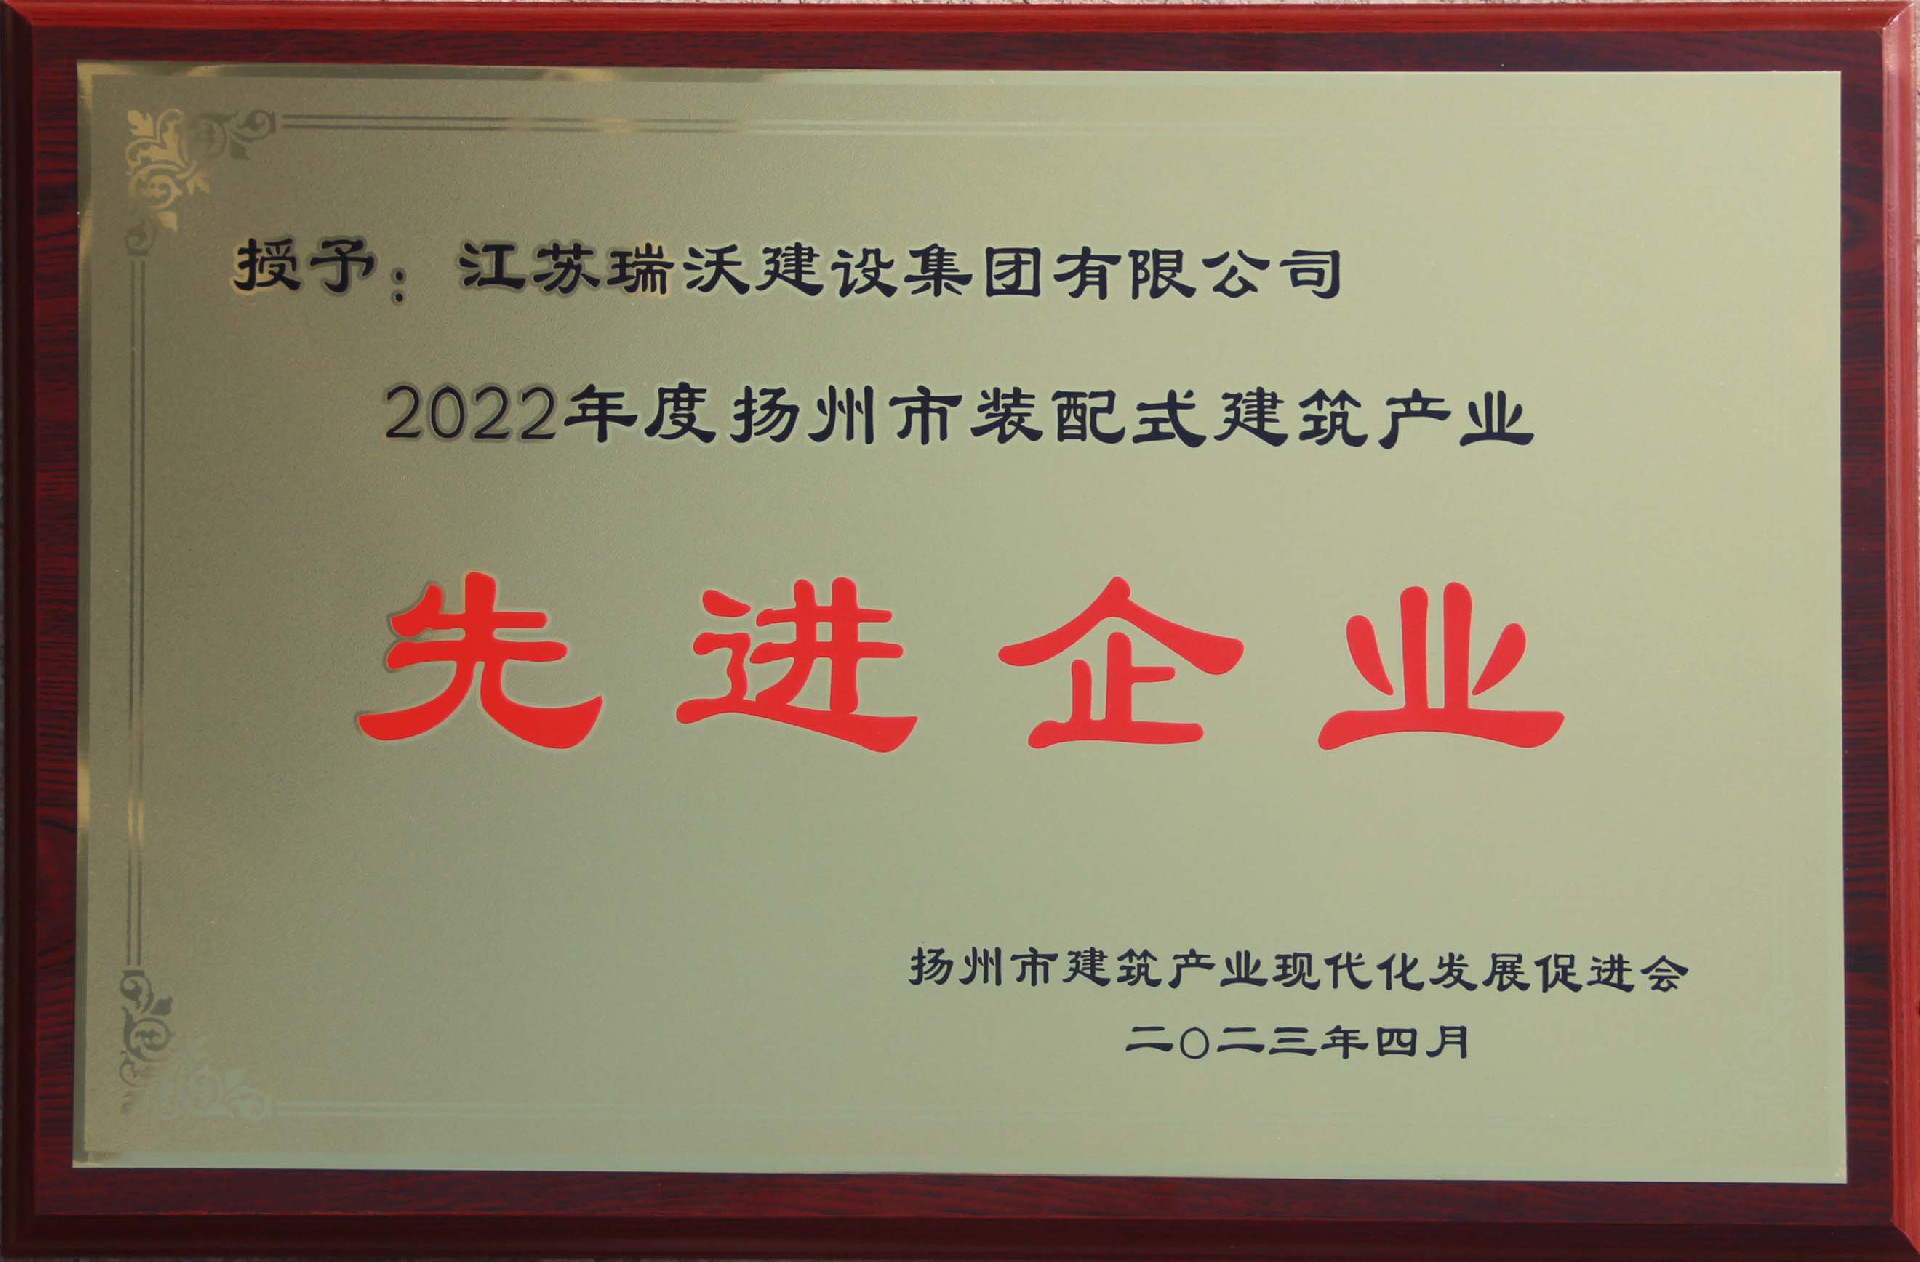 授予：江苏瑞沃建设集团有限公司
2022年度扬州市装配式建筑产业
先进企业
扬州市建筑产业现代化发展促进会
二〇二三年四月